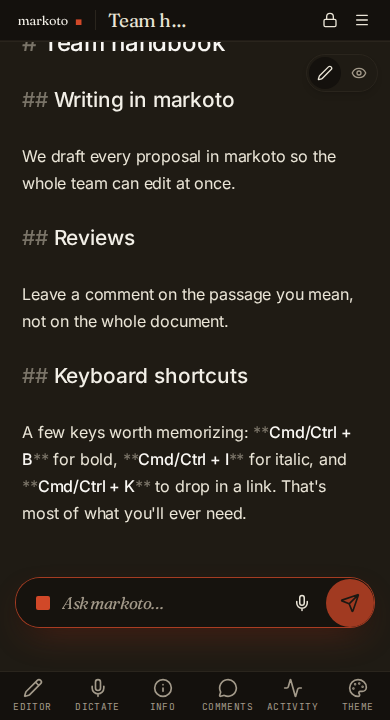 markoto
Team h...
# Team handbook
## Writing in markoto
We draft every proposal in markoto so the
whole team can edit at once.
## Reviews
Leave a comment on the passage you mean,
not on the whole document.
## Keyboard shortcuts
A few keys worth memorizing: **Cmd/Ctrl +
B** for bold, **Cmd/Ctrl + I** for italic, and
**Cmd/Ctrl + K** to drop in a link. That's
most of what you'll ever need.
Ask markoto...
EDITOR DICTATE INFO COMMENTS ACTIVITY THEME